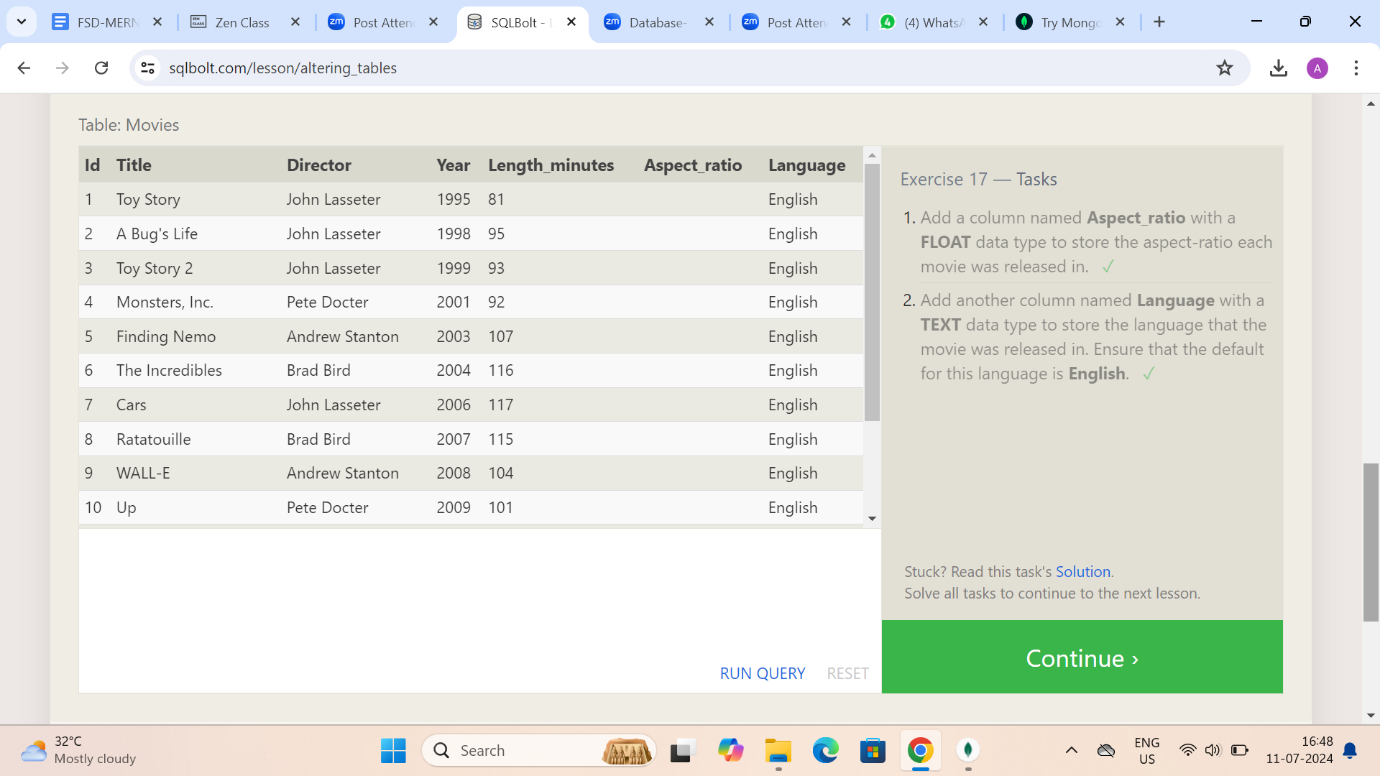 FSD-MERN
Zen Class
Post Atten
SQLBolt -
Database-
Post Atten
(4) WhatsA
Try Mongo
sqlbolt.com/lesson/altering_tables
A
Table: Movies
Id Title Director Year Length_minutes Aspect_ratio Language
1 Toy Story John Lasseter 1995 81 English
2 A Bug's Life John Lasseter 1998 95 English
3 Toy Story 2 John Lasseter 1999 93 English
4 Monsters, Inc. Pete Docter 2001 92 English
5 Finding Nemo Andrew Stanton 2003 107 English
6 The Incredibles Brad Bird 2004 116 English
7 Cars John Lasseter 2006 117 English
8 Ratatouille Brad Bird 2007 115 English
9 WALL-E Andrew Stanton 2008 104 English
10 Up Pete Docter 2009 101 English
RUN QUERY RESET
Exercise 17 — Tasks
1. Add a column named Aspect_ratio with a
FLOAT data type to store the aspect-ratio each
movie was released in. ✓
2. Add another column named Language with a
TEXT data type to store the language that the
movie was released in. Ensure that the default
for this language is English. ✓
Stuck? Read this task's Solution.
Solve all tasks to continue to the next lesson.
Continue ›
32°C
Mostly cloudy
Search
ENG
US
16:48
11-07-2024